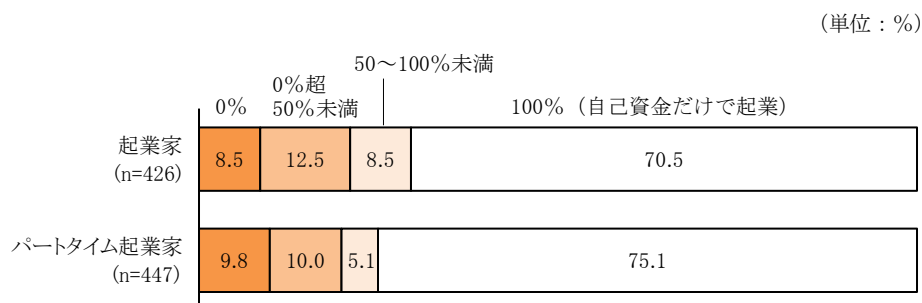 (単位：%)
50～100%未満
0%超
0% 50%未満 100%（自己資金だけで起業）
起業家
(n=426)
8.5 12.5 8.5 70.5
パートタイム起業家
(n=447)
9.8 10.0 5.1 75.1